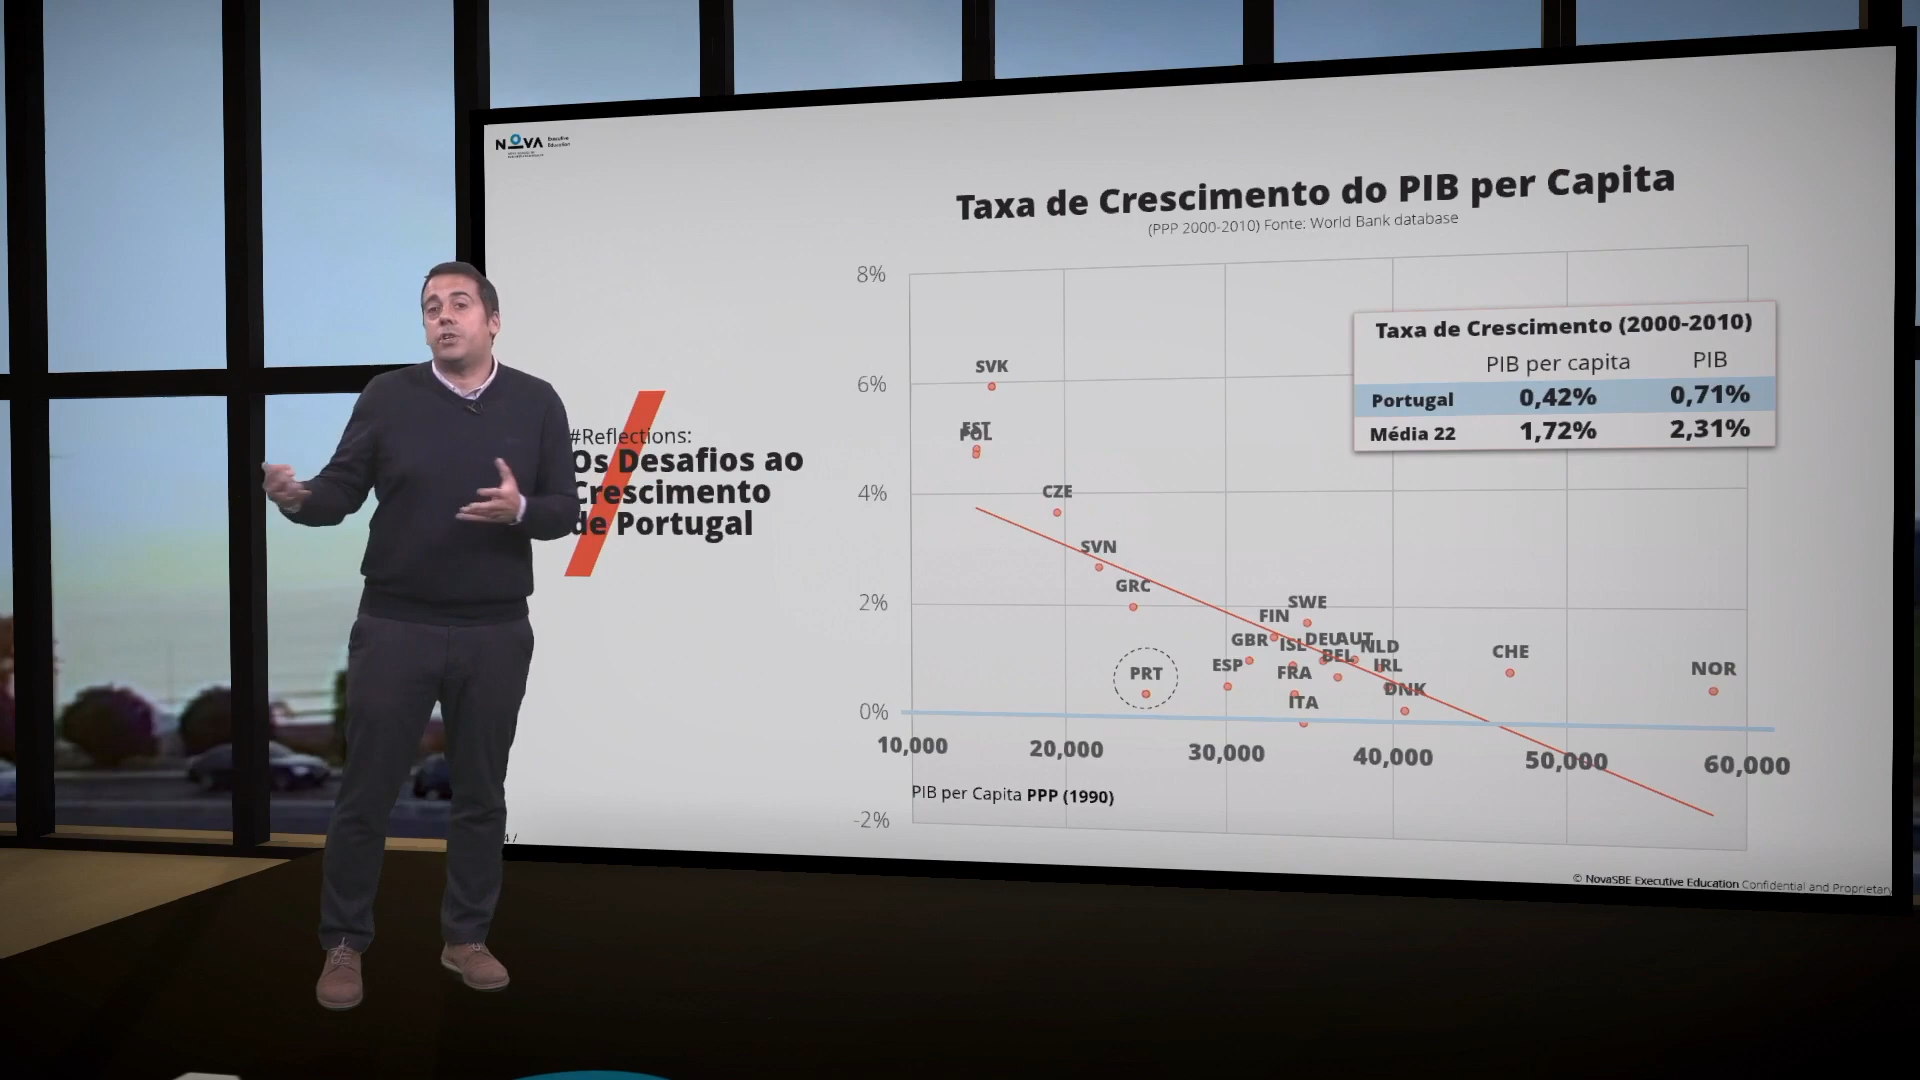 NOVA
Executive
Education
Taxa de Crescimento do PIB per Capita
(PPP 2000-2010) Fonte: World Bank database
#Reflections:
Os Desafios ao
Crescimento
de Portugal
Taxa de Crescimento (2000-2010)
PIB per capita PIB
Portugal 0,42% 0,71%
Média 22 1,72% 2,31%
8%
6%
4%
2%
0%
-2%
SVK
EST
POL
CZE
SVN
GRC
PRT
SWE
FIN
GBR
ISL
DEU
AUT
NLD
BEL
IRL
ESP
FRA
DNK
ITA
CHE
NOR
10,000 20,000 30,000 40,000 50,000 60,000
PIB per Capita PPP (1990)
4 /
© NovaSBE Executive Education Confidential and Proprietary